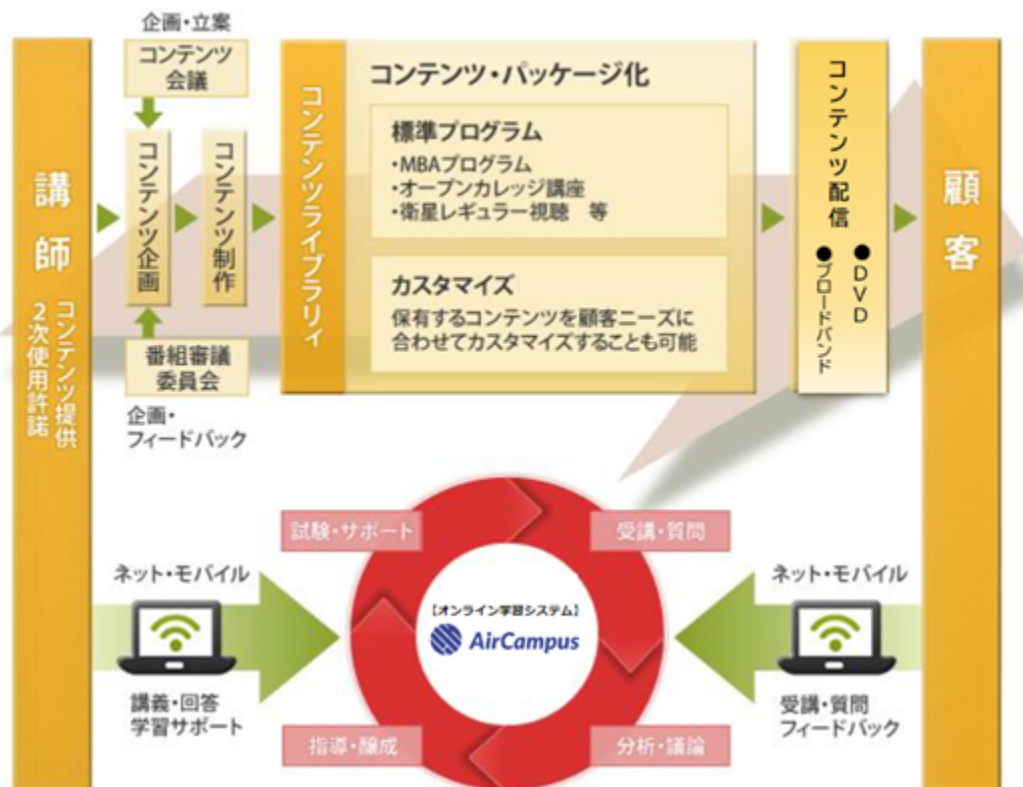 企画・立案
コンテンツ
会議
講師
コンテンツ提供
2次使用許諾
コンテンツ企画
コンテンツ制作
番組審議
委員会
企画・
フィードバック
コンテンツライブラリィ
コンテンツ・パッケージ化
標準プログラム
・MBAプログラム
・オープンカレッジ講座
・衛星レギュラー視聴 等
カスタマイズ
保有するコンテンツを顧客ニーズに
合わせてカスタマイズすることも可能
コンテンツ配信
●DVD
●ブロードバンド
顧客
試験・サポート
受講・質問
ネット・モバイル
講義・回答
学習サポート
【オンライン学習システム】
AirCampus
ネット・モバイル
受講・質問
フィードバック
指導・醸成
分析・議論